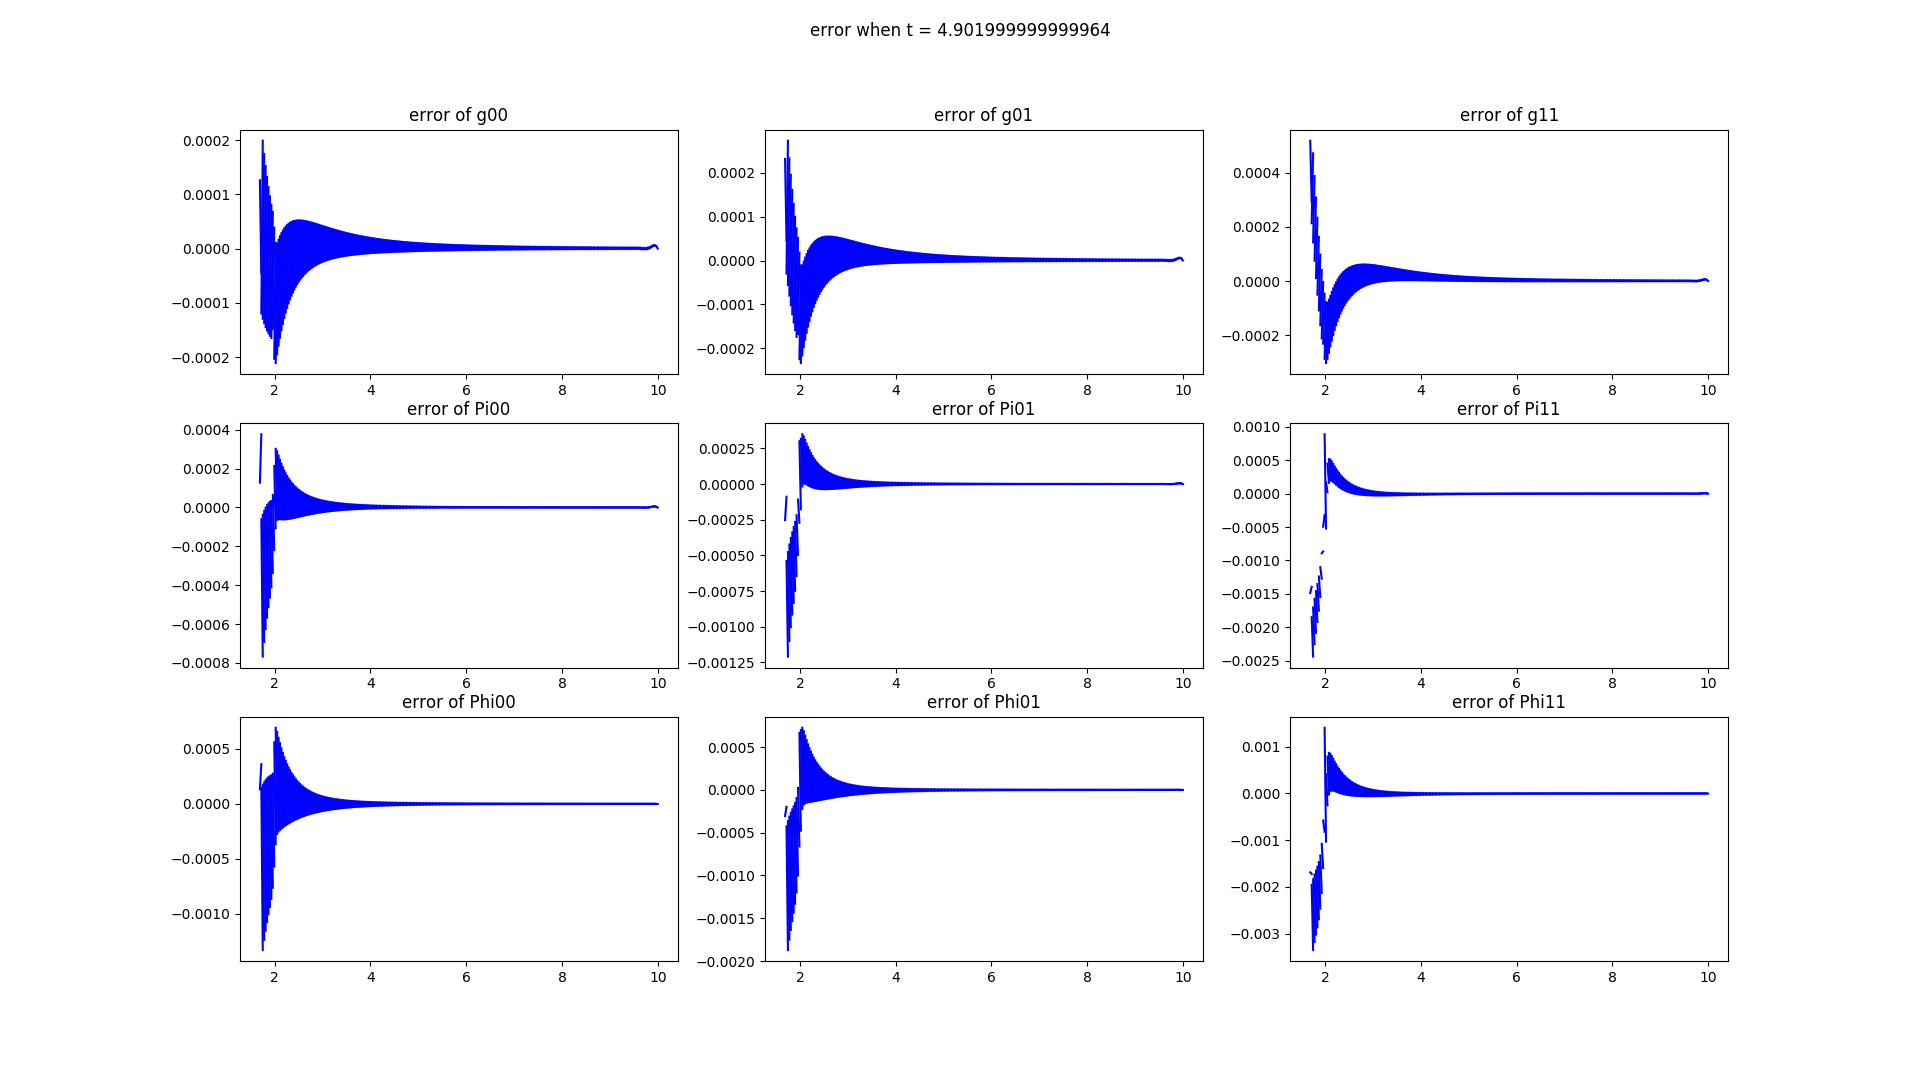 error when t = 4.901999999999964
error of g00
error of g01
error of g11
0.0002
0.0001
0.0000
−0.0001
−0.0002
2 4 6 8 10
0.0002
0.0001
0.0000
−0.0001
−0.0002
2 4 6 8 10
0.0004
0.0002
0.0000
−0.0002
2 4 6 8 10
error of Pi00
error of Pi01
error of Pi11
0.0004
0.0002
0.0000
−0.0002
−0.0004
−0.0006
−0.0008
2 4 6 8 10
0.00025
0.00000
−0.00025
−0.00050
−0.00075
−0.00100
−0.00125
2 4 6 8 10
0.0010
0.0005
0.0000
−0.0005
−0.0010
−0.0015
−0.0020
−0.0025
2 4 6 8 10
error of Phi00
error of Phi01
error of Phi11
0.0005
0.0000
−0.0005
−0.0010
2 4 6 8 10
0.0005
0.0000
−0.0005
−0.0010
−0.0015
−0.0020
2 4 6 8 10
0.001
0.000
−0.001
−0.002
−0.003
2 4 6 8 10